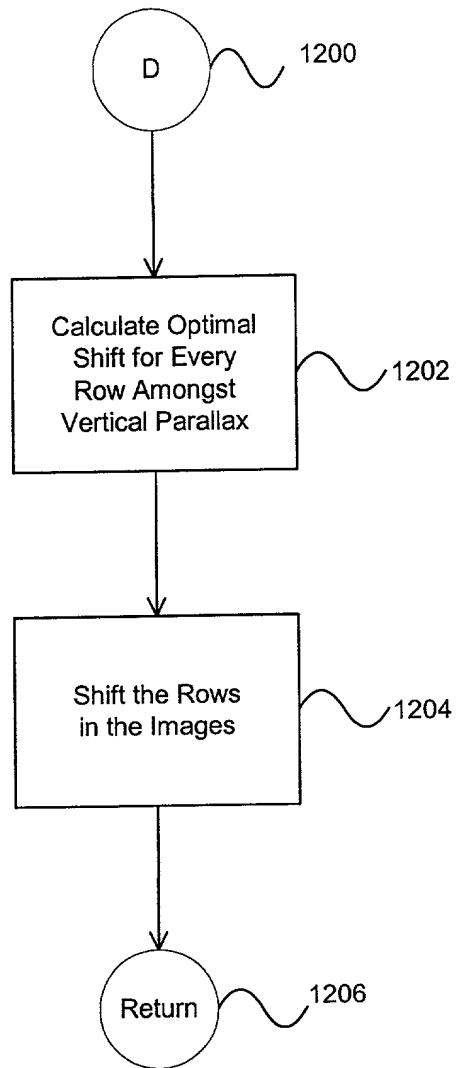 D
1200
Calculate Optimal
Shift for Every
Row Amongst
Vertical Parallax
1202
Shift the Rows
in the Images
1204
Return
1206